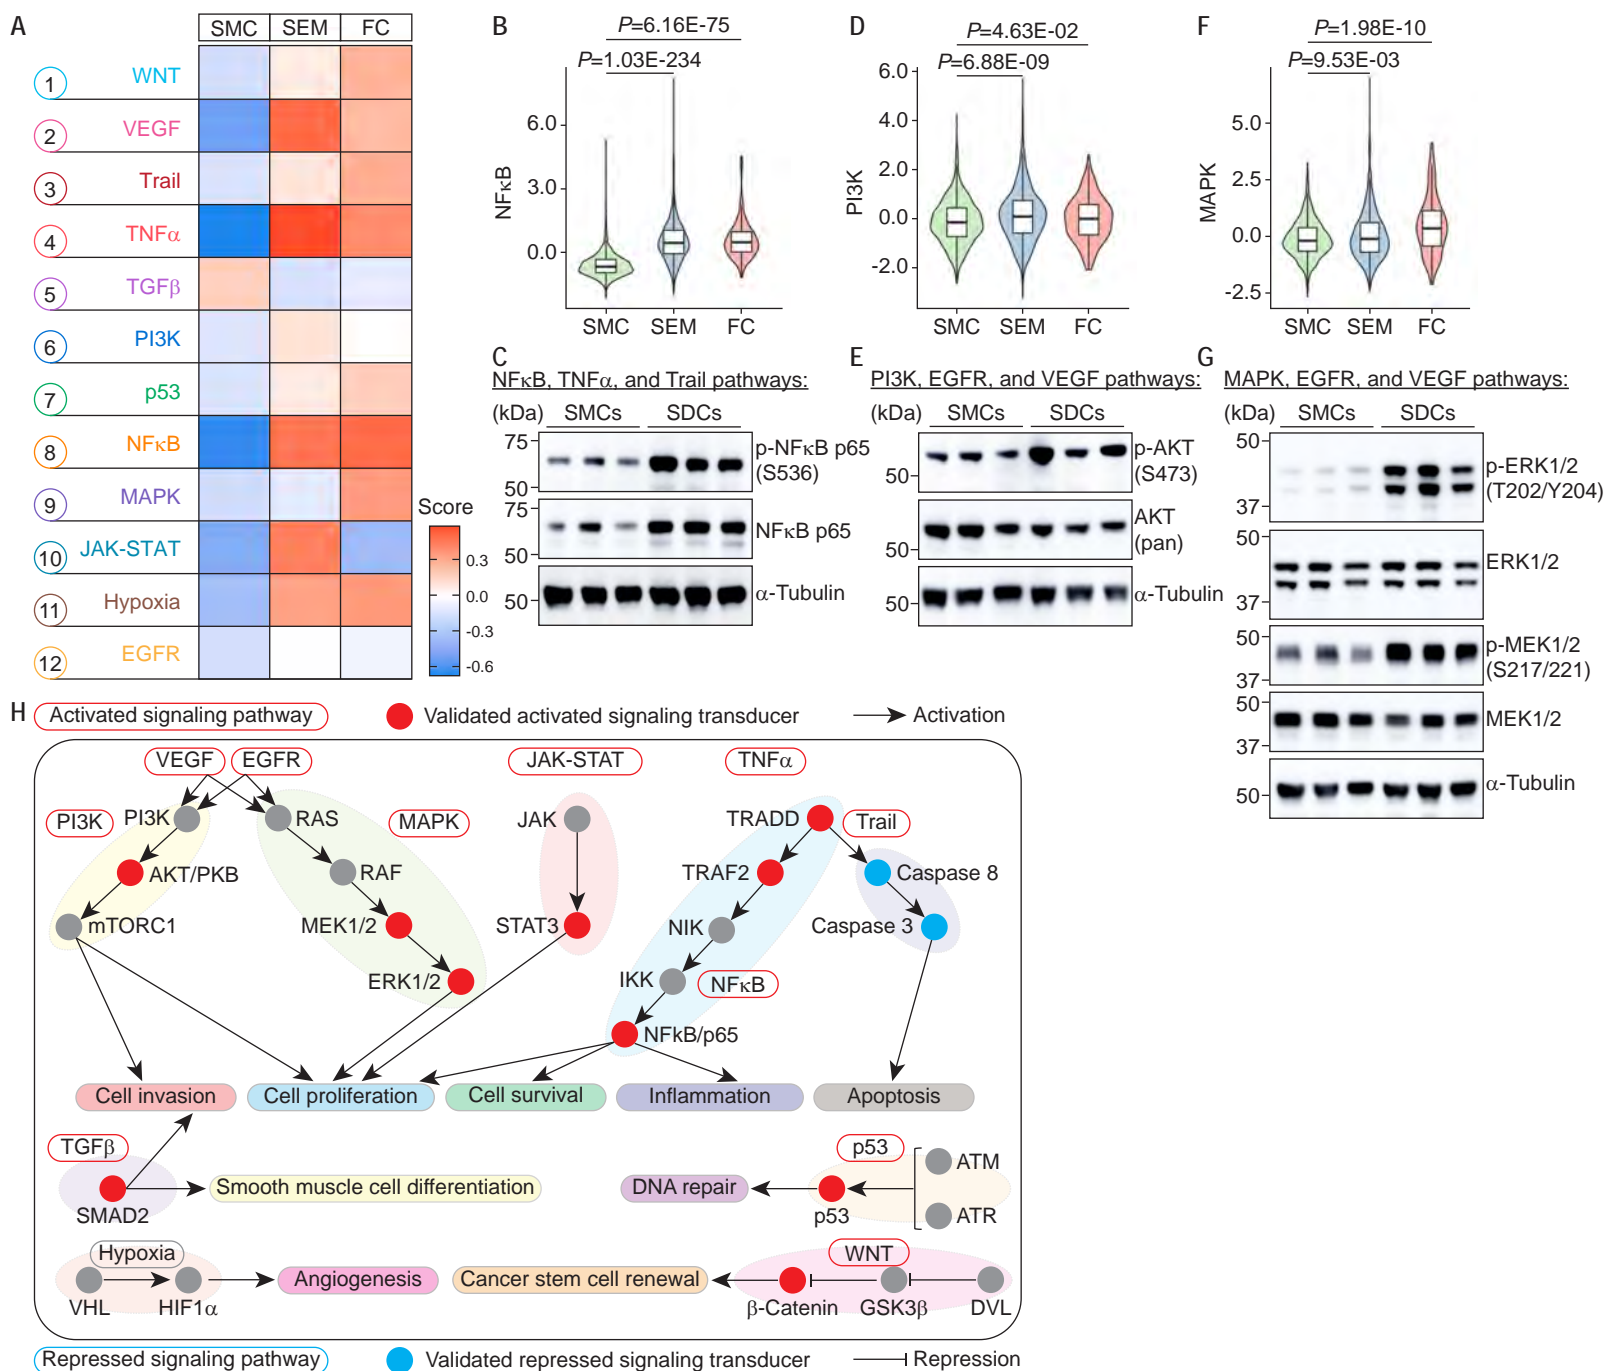 A
SMC SEM FC
1 WNT
2 VEGF
3 Trail
4 TNFα
5 TGFβ
6 PI3K
7 p53
8 NFκB
9 MAPK
10 JAK-STAT
11 Hypoxia
12 EGFR
Score
0.3
0.0
-0.3
-0.6
B
P=6.16E-75
P=1.03E-234
NFκB
6.0
3.0
0.0
SMC SEM FC
D
P=4.63E-02
P=6.88E-09
PI3K
6.0
4.0
2.0
0.0
-2.0
SMC SEM FC
F
P=1.98E-10
P=9.53E-03
MAPK
5.0
2.5
0.0
-2.5
SMC SEM FC
C
NFκB, TNFα, and Trail pathways:
(kDa) SMCs SDCs
75
50
p-NFκB p65
(S536)
75
50
NFκB p65
50
α-Tubulin
E
PI3K, EGFR, and VEGF pathways:
(kDa) SMCs SDCs
50
p-AKT
(S473)
50
AKT
(pan)
50
α-Tubulin
G
MAPK, EGFR, and VEGF pathways:
(kDa) SMCs SDCs
50
37
p-ERK1/2
(T202/Y204)
50
37
ERK1/2
50
37
p-MEK1/2
(S217/221)
50
37
MEK1/2
50
α-Tubulin
H
Activated signaling pathway Validated activated signaling transducer Activation
VEGF EGFR JAK-STAT TNFα
PI3K PI3K RAS MAPK JAK TRADD Trail
AKT/PKB RAF TRAF2 Caspase 8
mTORC1 MEK1/2 STAT3 NIK Caspase 3
ERK1/2 IKK NFκB
NFkB/p65
Cell invasion Cell proliferation Cell survival Inflammation Apoptosis
TGFβ p53 ATM
Smooth muscle cell differentiation DNA repair
SMAD2 p53 ATR
Hypoxia WNT
Angiogenesis Cancer stem cell renewal
VHL HIF1α β-Catenin GSK3β DVL
Repressed signaling pathway Validated repressed signaling transducer Repression